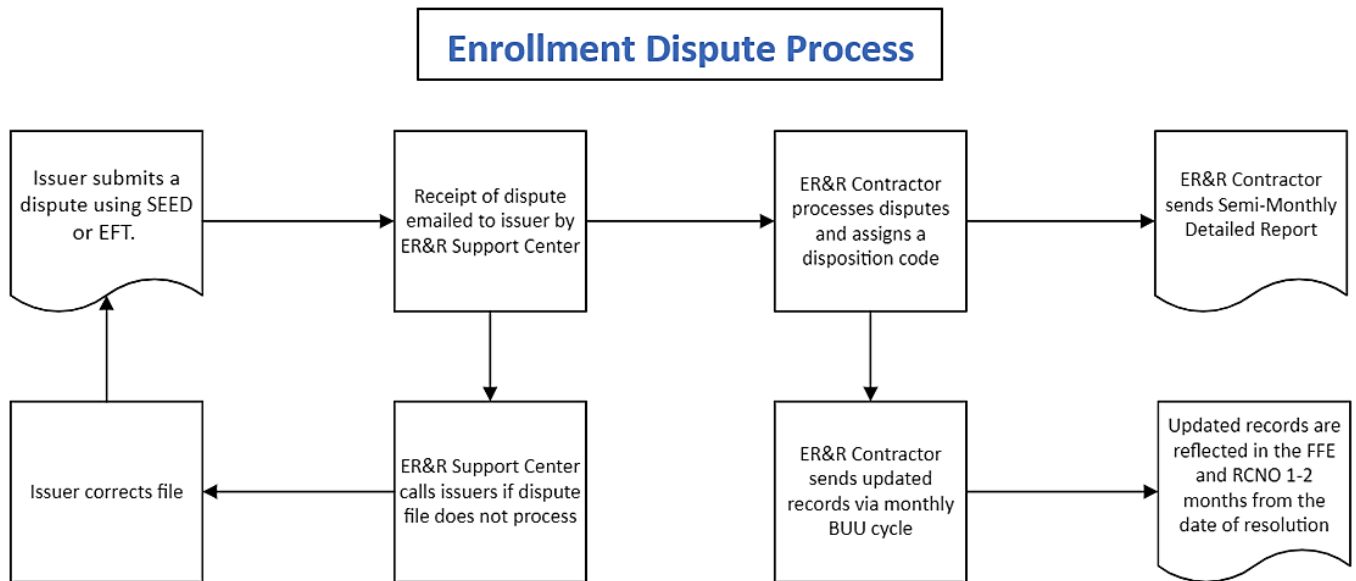 Enrollment Dispute Process
Issuer submits a
dispute using SEED
or EFT.
Receipt of dispute
emailed to issuer by
ER&R Support Center
ER&R Contractor
processes disputes
and assigns a
disposition code
ER&R Contractor
sends Semi-Monthly
Detailed Report
Issuer corrects file
ER&R Support Center
calls issuers if dispute
file does not process
ER&R Contractor
sends updated
records via monthly
BUU cycle
Updated records are
reflected in the FFE
and RCNO 1-2
months from the
date of resolution